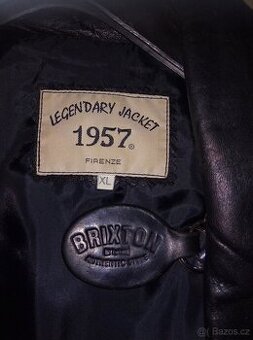 LEGENDARY JACKET
1957®
FIRENZE
XL
BRIXTON
Bazos.cz